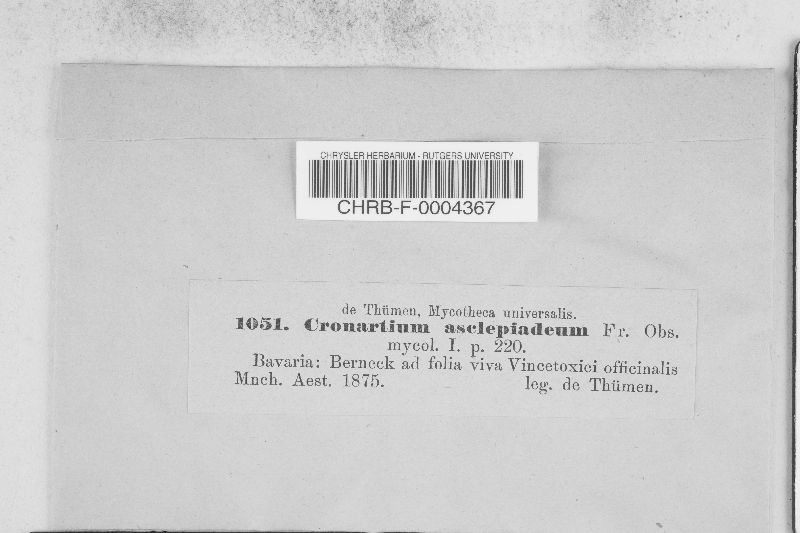 CHRYSLER HERBARIUM - RUTGERS UNIVERSITY
CHRB-F-0004367
de Thümen, Mycotheca universalis.
1051. Cronartium asclepiadeum Fr. Obs.
mycol. I. p. 220.
Bavaria: Berneck ad folia viva Vincetoxici officinalis
Mnch. Aest. 1875. leg. de Thümen.